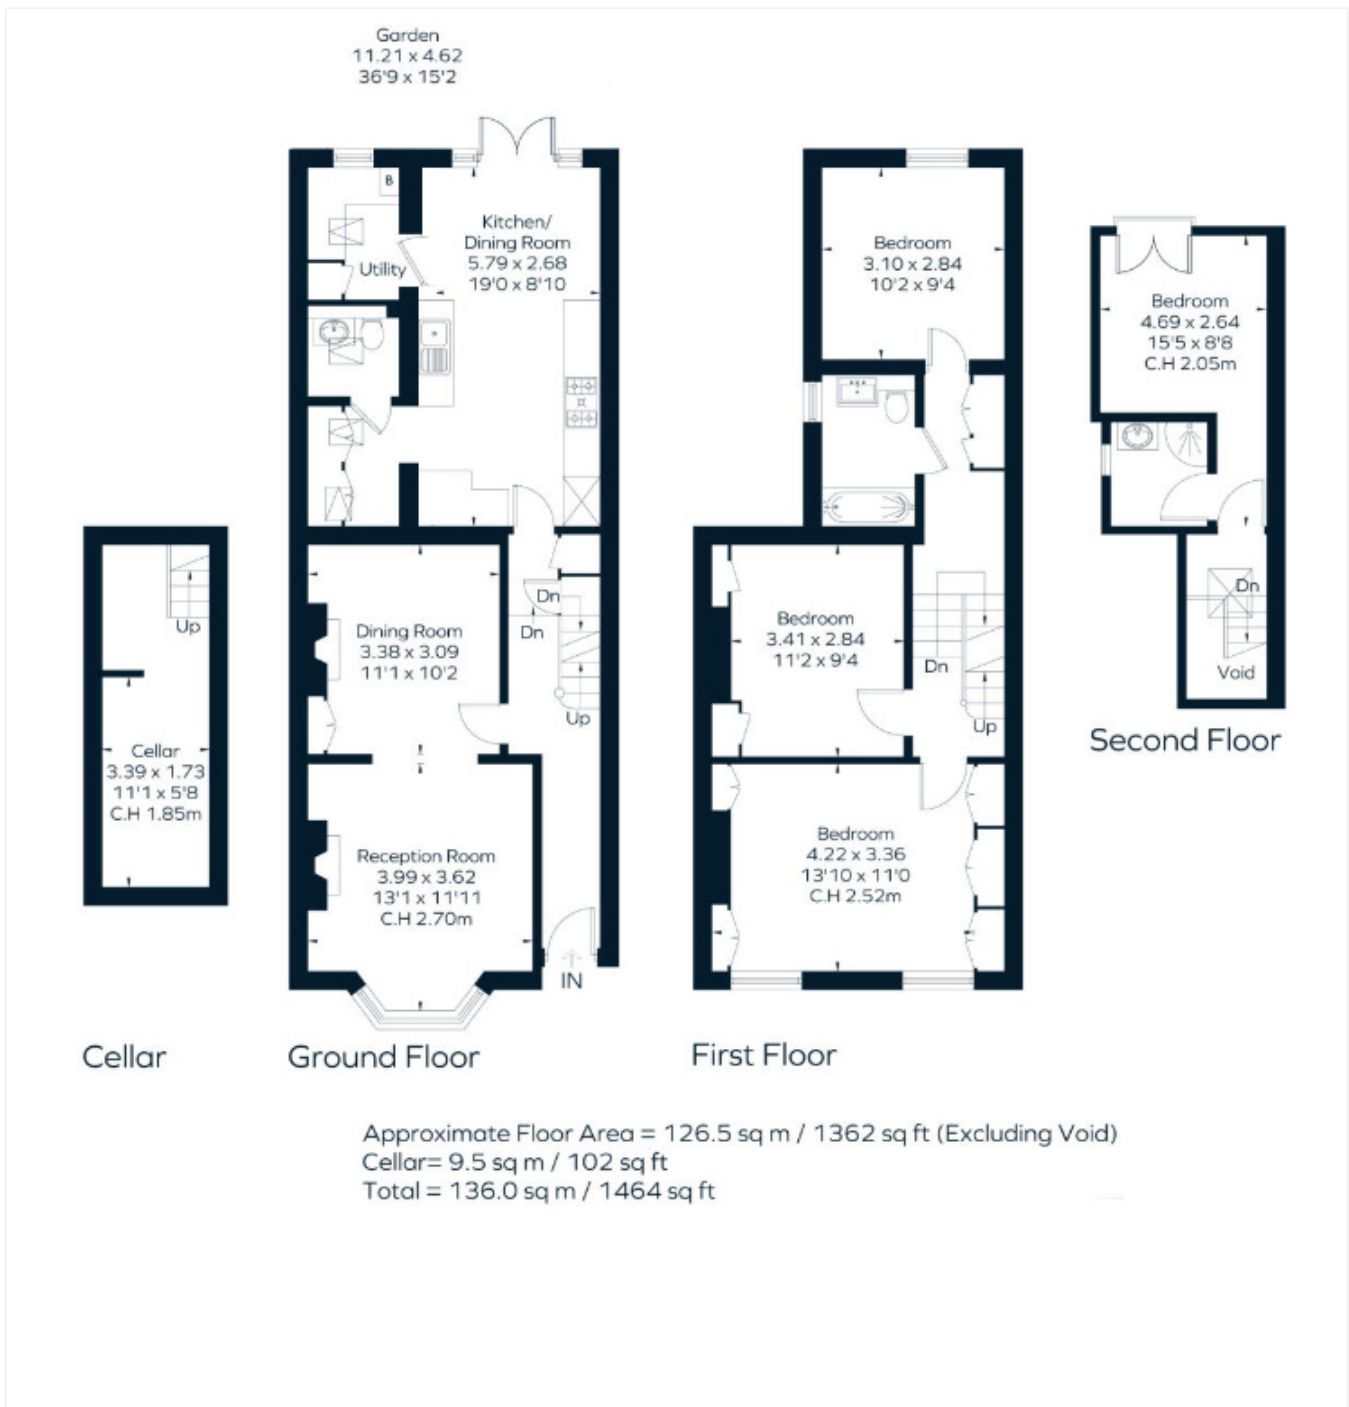 Garden
11.21 x 4.62
36'9 x 15'2
B
Kitchen/
Dining Room
5.79 x 2.68
19'0 x 8'10
Utility
Dn
Dn
Dining Room
3.38 x 3.09
11'1 x 10'2
Up
Reception Room
3.99 x 3.62
13'1 x 11'11
C.H 2.70m
IN
Up
Cellar
3.39 x 1.73
11'1 x 5'8
C.H 1.85m
Bedroom
3.10 x 2.84
10'2 x 9'4
Bedroom
3.41 x 2.84
11'2 x 9'4
Dn
Up
Bedroom
4.22 x 3.36
13'10 x 11'0
C.H 2.52m
Bedroom
4.69 x 2.64
15'5 x 8'8
C.H 2.05m
Dn
Void
Second Floor
Cellar
Ground Floor
First Floor
Approximate Floor Area = 126.5 sq m / 1362 sq ft (Excluding Void)
Cellar= 9.5 sq m / 102 sq ft
Total = 136.0 sq m / 1464 sq ft